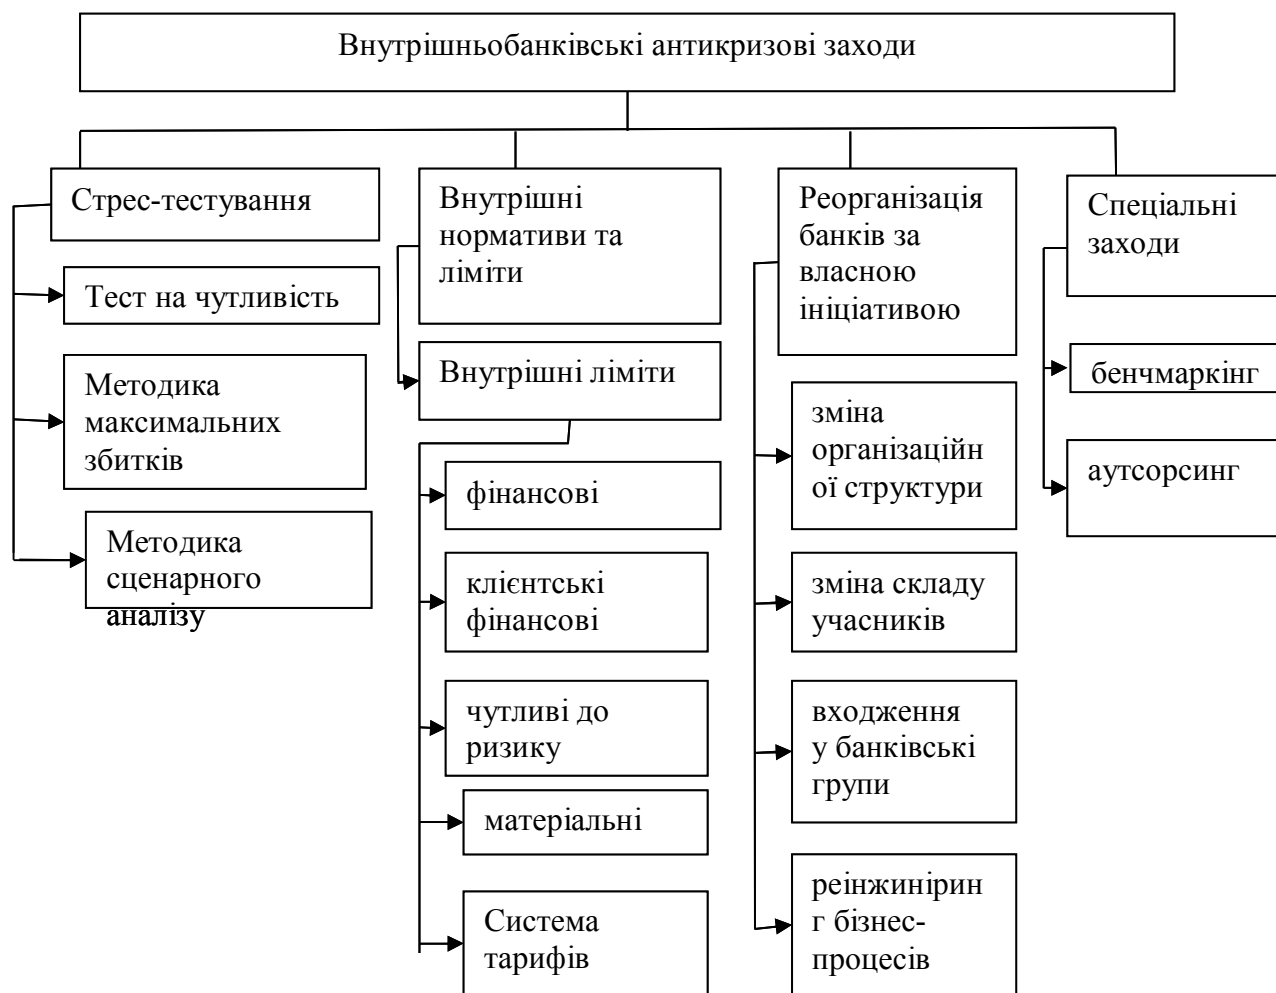 Внутрішньобанківські антикризові заходи
Стрес-тестування
Тест на чутливість
Методика
максимальних
збитків
Методика
сценарного
аналізу
Внутрішні
нормативи та
ліміти
Внутрішні ліміти
фінансові
клієнтські
фінансові
чутливі до
ризику
матеріальні
Система
тарифів
Реорганізація
банків за
власною
ініціативою
зміна
організаційн
ої структури
зміна складу
учасників
входження
у банківські
групи
реінжинірин
г бізнес-
процесів
Спеціальні
заходи
бенчмаркінг
аутсорсинг